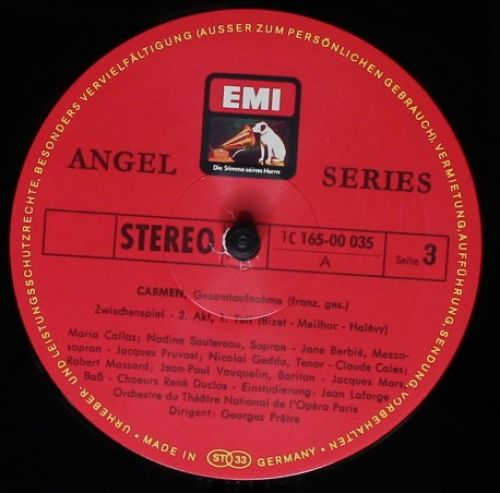 URHEBER- UND LEISTUNGSSCHUTZRECHTE, BESONDERS VERVIELFÄLTIGUNG (AUSSER ZUM PERSÖNLICHEN GEBRAUCH), VERMIETUNG, AUFFÜHRUNG, SENDUNG, VORBEHALTEN
EMI
Die Stimme seines Herrn
ANGEL SERIES
STEREO
1C 165-00 035
A
Seite 3
CARMEN, Gesamtaufnahme (franz. ges.)
Zwischenspiel - 2. Akt, 1. Teil (Bizet - Meilhac - Halévy)
Maria Callas; Nadine Sautereau, Sopran - Jane Berbié, Mezzo-
sopran - Jacques Pruvost; Nicolai Gedda, Tenor - Claude Cales;
Robert Massard; Jean-Paul Vauquelin, Bariton - Jacques Mars,
Baß - Choeurs René Duclos - Einstudierung: Jean Laforge
Orchestre du Théâtre National de l'Opéra Paris
Dirigent: Georges Prêtre
• MADE IN ST 33 GERMANY •